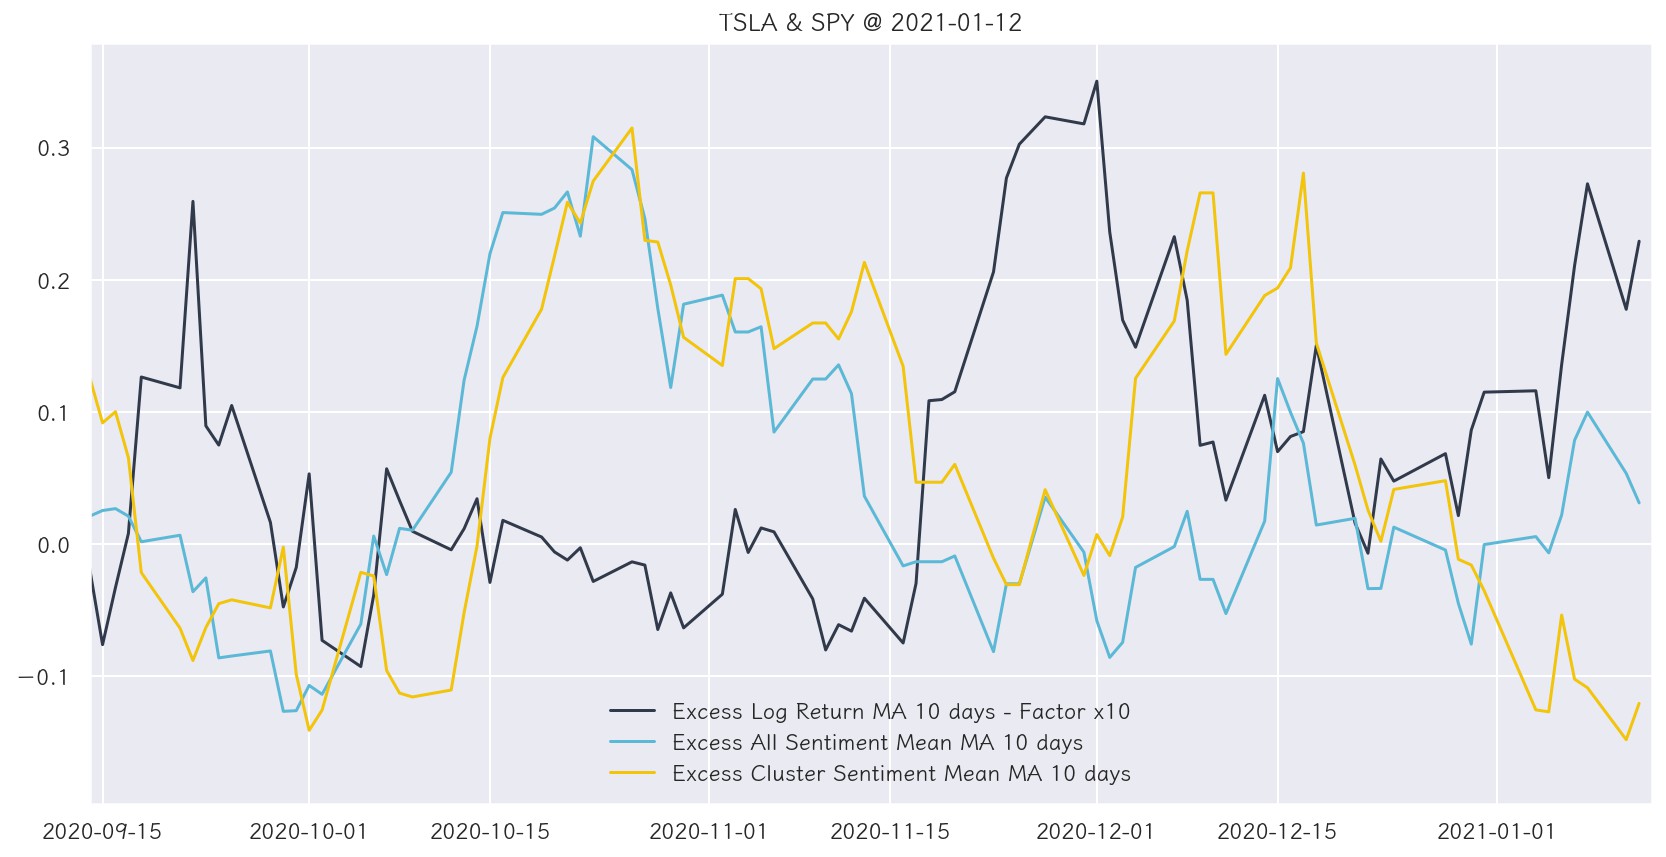 TSLA & SPY @ 2021-01-12
0.3
0.2
0.1
0.0
−0.1
Excess Log Return MA 10 days - Factor x10
Excess All Sentiment Mean MA 10 days
Excess Cluster Sentiment Mean MA 10 days
2020-09-15 2020-10-01 2020-10-15 2020-11-01 2020-11-15 2020-12-01 2020-12-15 2021-01-01